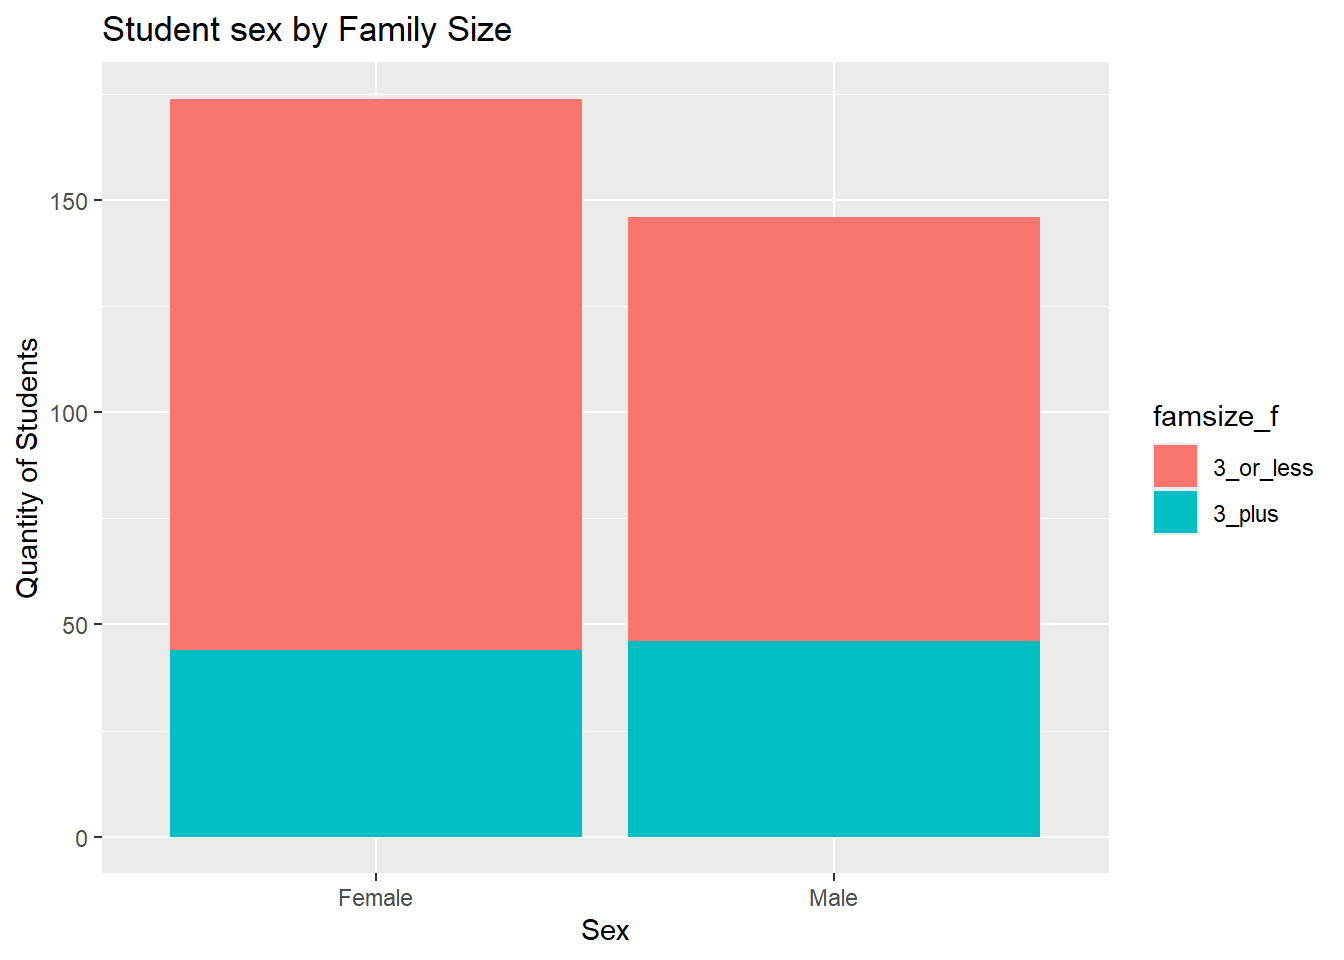 Student sex by Family Size
Quantity of Students
150
100
50
0
Female
Male
Sex
famsize_f
3_or_less
3_plus